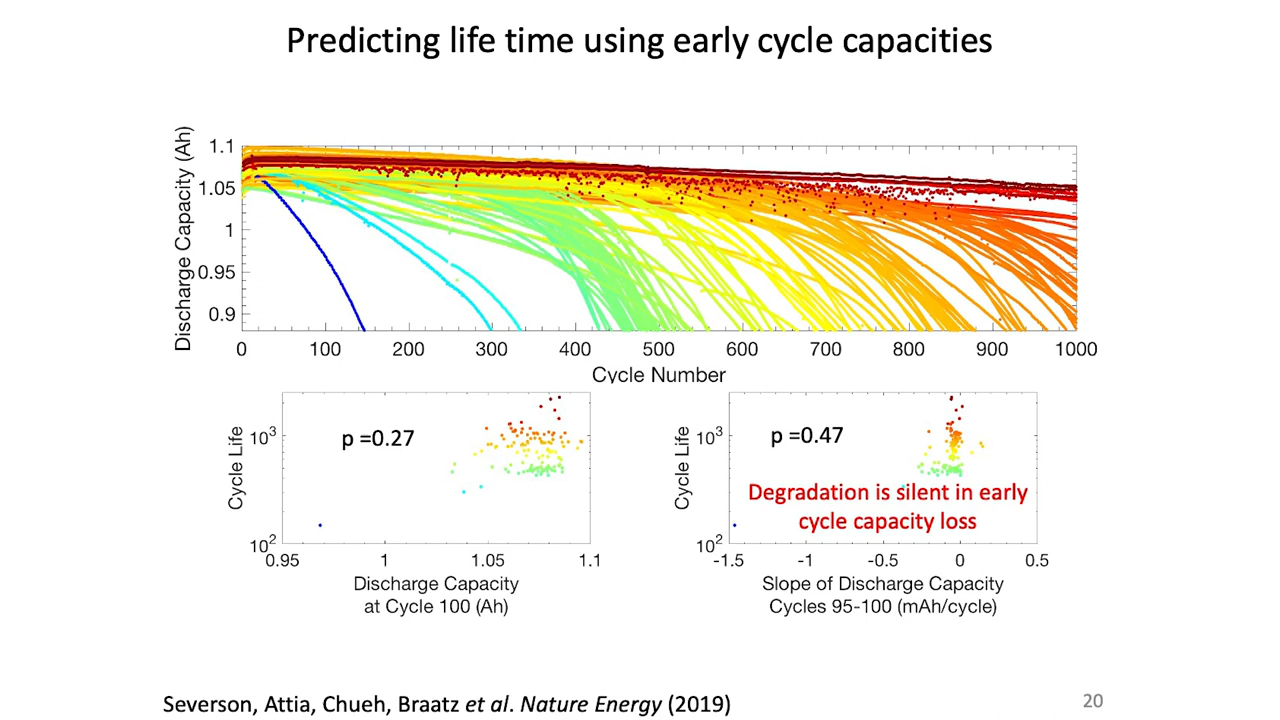 Predicting life time using early cycle capacities
Discharge Capacity (Ah)
1.1
1.05
1
0.95
0.9
0 100 200 300 400 500 600 700 800 900 1000
Cycle Number
Cycle Life
10³
10²
p =0.27
0.95 1 1.05 1.1
Discharge Capacity
at Cycle 100 (Ah)
Cycle Life
10³
10²
p =0.47
Degradation is silent in early
cycle capacity loss
-1.5 -1 -0.5 0 0.5
Slope of Discharge Capacity
Cycles 95-100 (mAh/cycle)
Severson, Attia, Chueh, Braatz et al. Nature Energy (2019)
20